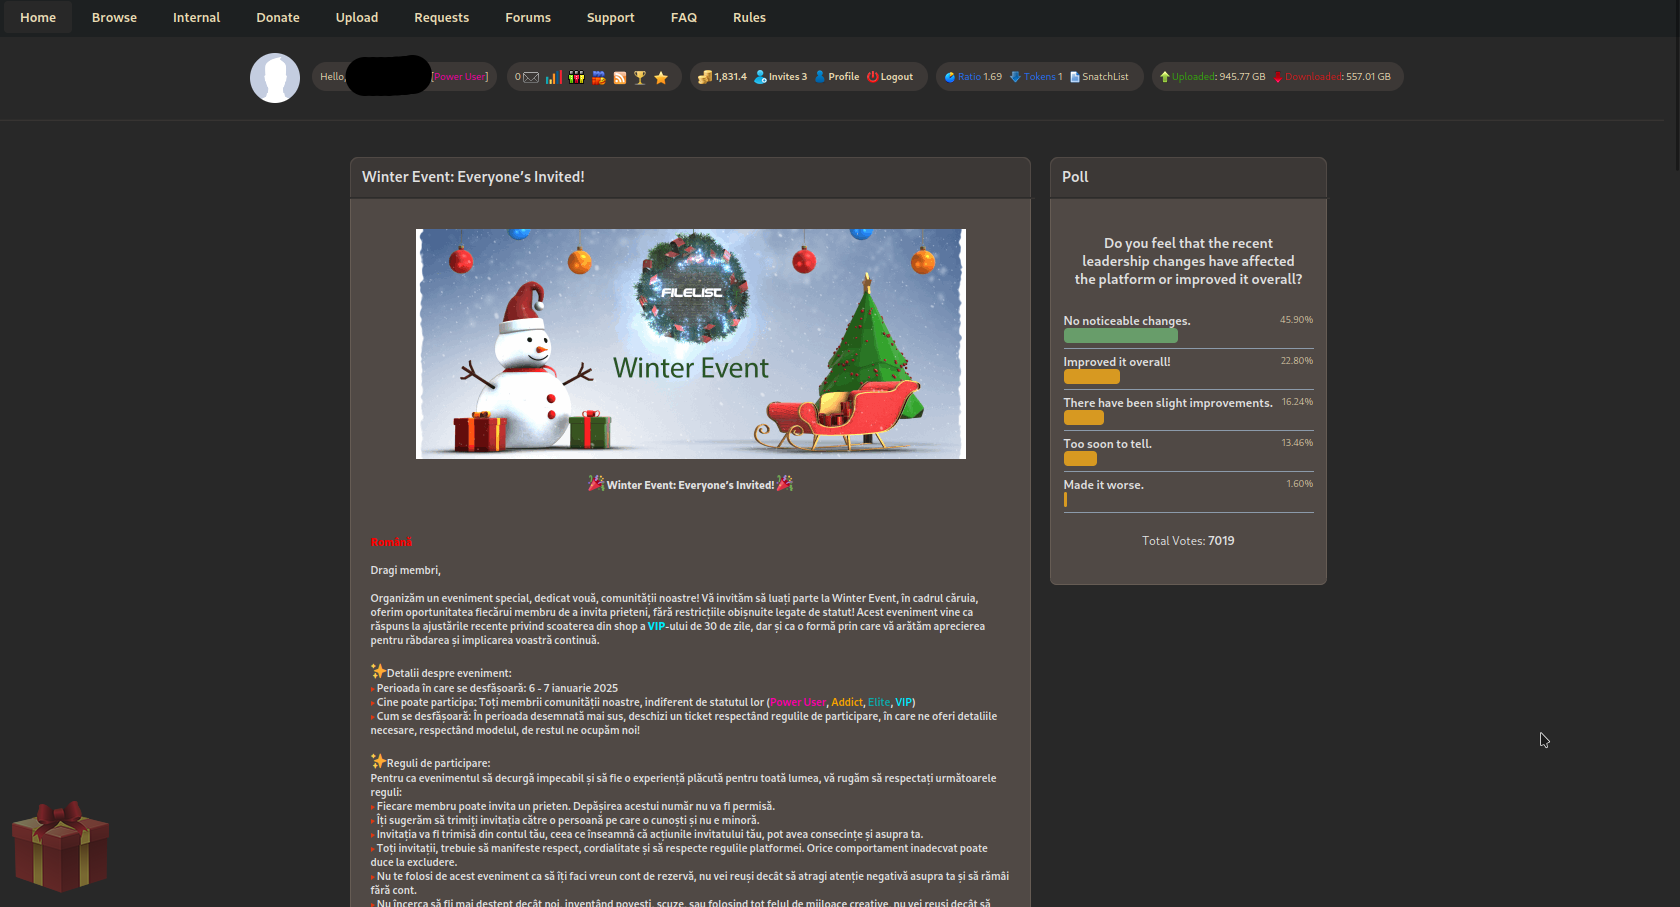 Home Browse Internal Donate Upload Requests Forums Support FAQ Rules
Hello, [Power User] 0 1,831.4 Invites 3 Profile Logout Ratio 1.69 Tokens 1 SnatchList Uploaded: 945.77 GB Downloaded: 557.01 GB
Winter Event: Everyone's Invited!
FILELIST
Winter Event
Winter Event: Everyone's Invited!
Română
Dragi membri,
Organizăm un eveniment special, dedicat vouă, comunității noastre! Vă invităm să luați parte la Winter Event, în cadrul căruia,
oferim oportunitatea fiecărui membru de a invita prieteni, fără restricțiile obișnuite legate de statut! Acest eveniment vine ca
răspuns la ajustările recente privind scoaterea din shop a VIP-ului de 30 de zile, dar și ca o formă prin care vă arătăm aprecierea
pentru răbdarea și implicarea voastră continuă.
✨Detalii despre eveniment:
Perioada în care se desfășoară: 6 - 7 ianuarie 2025
Cine poate participa: Toți membrii comunității noastre, indiferent de statutul lor (Power User, Addict, Elite, VIP)
Cum se desfășoară: În perioada desemnată mai sus, deschizi un ticket respectând regulile de participare, în care ne oferi detaliile
necesare, respectând modelul, de restul ne ocupăm noi!
✨Reguli de participare:
Pentru ca evenimentul să decurgă impecabil și să fie o experiență plăcută pentru toată lumea, vă rugăm să respectați următoarele
reguli:
Fiecare membru poate invita un prieten. Depășirea acestui număr nu va fi permisă.
Îți sugerăm să trimiți invitația către o persoană pe care o cunoști și nu e minoră.
Invitația va fi trimisă din contul tău, ceea ce înseamnă că acțiunile invitatului tău, pot avea consecințe și asupra ta.
Toți invitații, trebuie să manifeste respect, cordialitate și să respecte regulile platformei. Orice comportament inadecvat poate
duce la excludere.
Nu te folosi de acest eveniment ca să îți faci vreun cont de rezervă, nu vei reuși decât să atragi atenție negativă asupra ta și să rămâi
fără cont.
Nu încerca să fii mai deștept decât noi, inventând povești, scuze, sau folosind tot felul de mijloace creative, nu vei reuși decât să
Poll
Do you feel that the recent
leadership changes have affected
the platform or improved it overall?
No noticeable changes. 45.90%
Improved it overall! 22.80%
There have been slight improvements. 16.24%
Too soon to tell. 13.46%
Made it worse. 1.60%
Total Votes: 7019